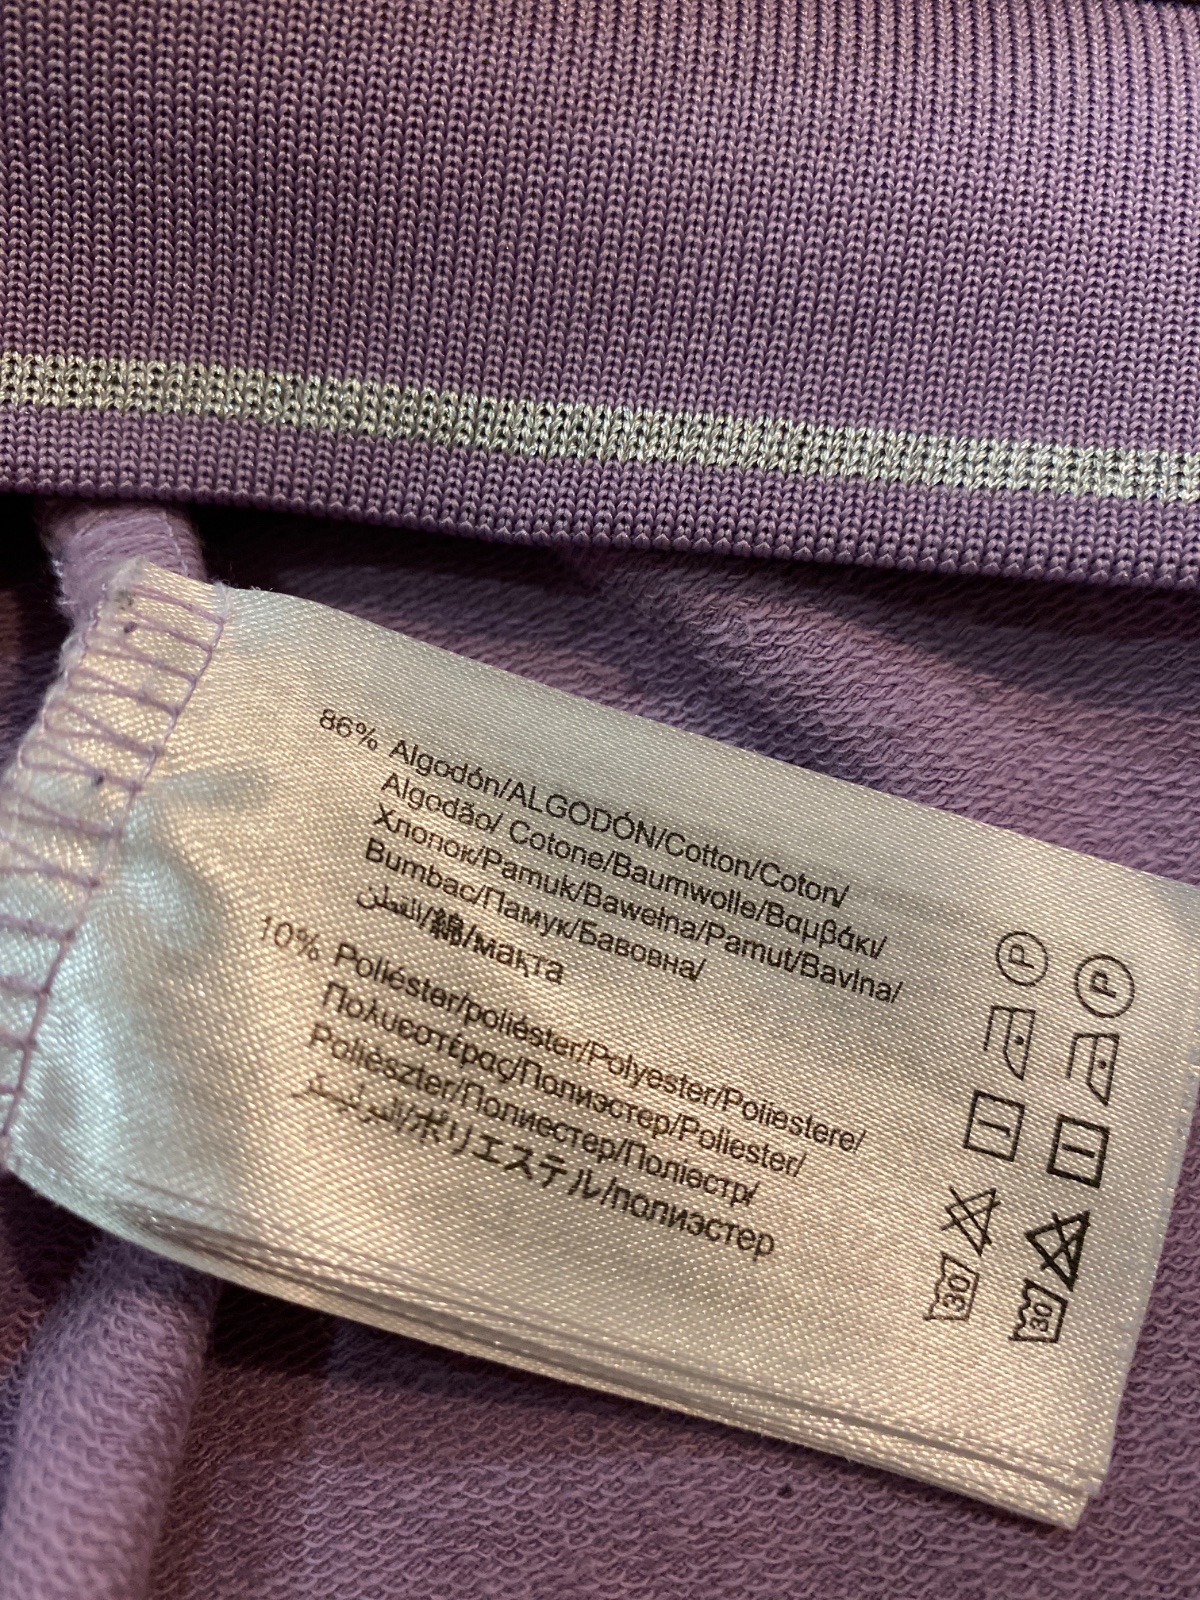 86% Algodón/ALGODÓN/Cotton/Coton/
Algodão/ Cotone/Baumwolle/Βαμβάκι/
Хлопок/Pamuk/Bawełna/Pamut/Bavlna/
Bumbac/Памук/Бавовна/
القطن/綿/мақта
10% Poliéster/poliéster/Polyester/Poliestere/
Πολυεστέρας/Полиэстер/Poliester/
Poliészter/Полиестер/Поліестр/
البوليستر/ポリエステル/полиэстер
P P
30 30